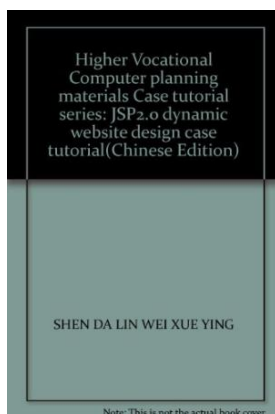 Higher Vocational
Computer planning
materials Case tutorial
series: JSP2.0 dynamic
website design case
tutorial(Chinese Edition)
SHEN DA LIN WEI XUE YING
Note: This is not the actual book cover